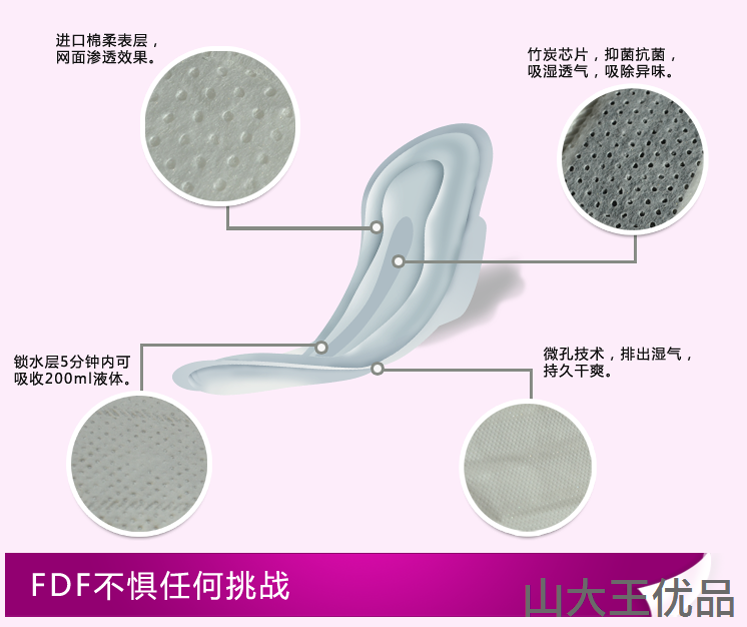 进口棉柔表层，
网面渗透效果。
竹炭芯片，抑菌抗菌，
吸湿透气，吸除异味。
锁水层5分钟内可
吸收200ml液体。
微孔技术，排出湿气，
持久干爽。
FDF不惧任何挑战
山大王优品